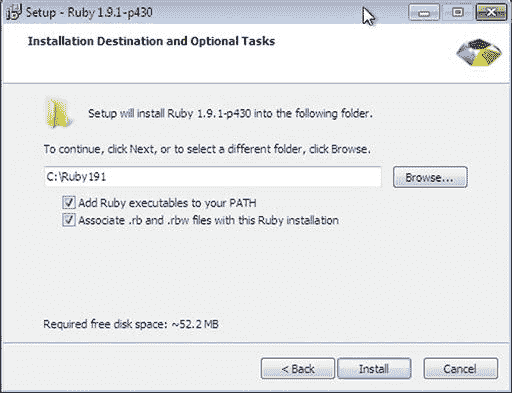 Setup - Ruby 1.9.1-p430
Installation Destination and Optional Tasks
Setup will install Ruby 1.9.1-p430 into the following folder.
To continue, click Next, or to select a different folder, click Browse.
C:\Ruby191
Browse...
Add Ruby executables to your PATH
Associate .rb and .rbw files with this Ruby installation
Required free disk space: ~52.2 MB
< Back
Install
Cancel